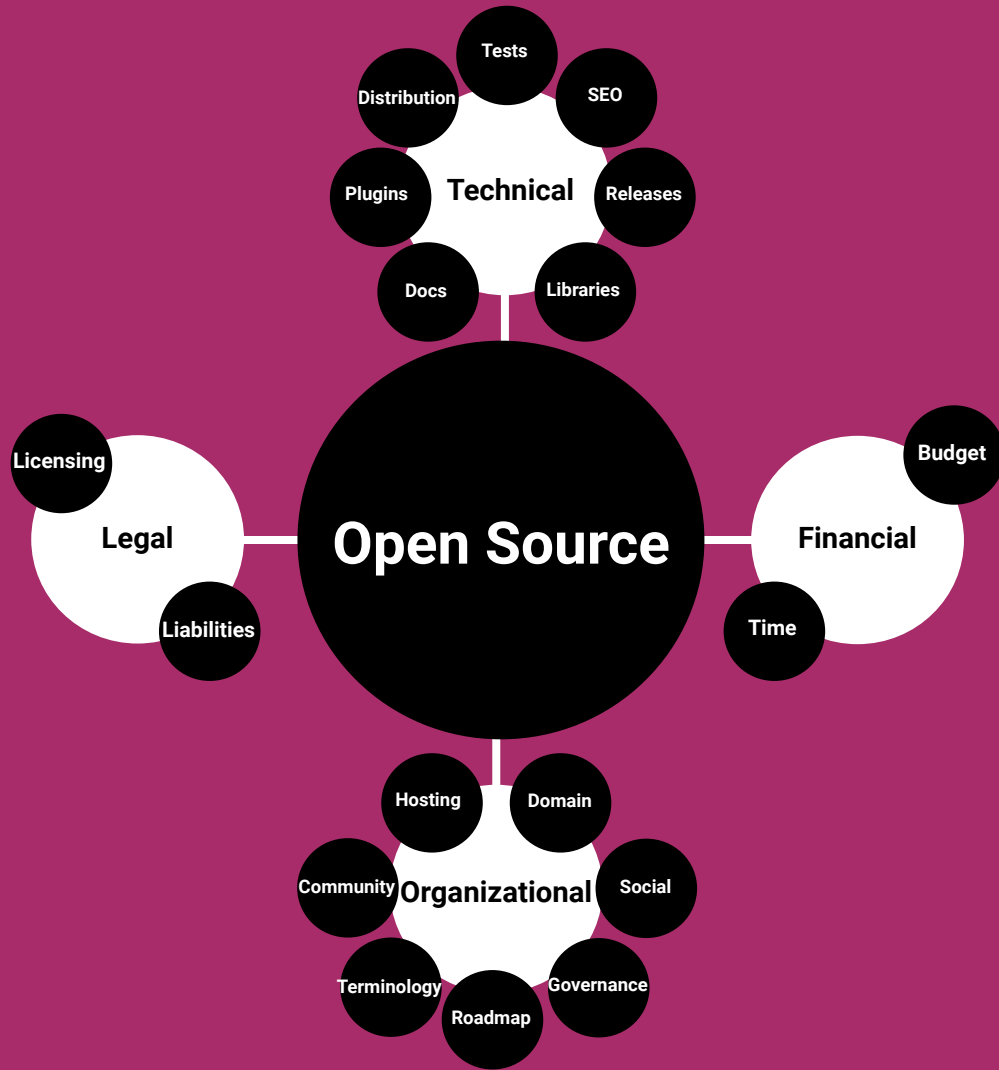 Tests
Distribution
SEO
Plugins
Technical
Releases
Docs
Libraries
Licensing
Legal
Liabilities
Open Source
Budget
Financial
Time
Hosting
Domain
Community
Organizational
Social
Terminology
Governance
Roadmap